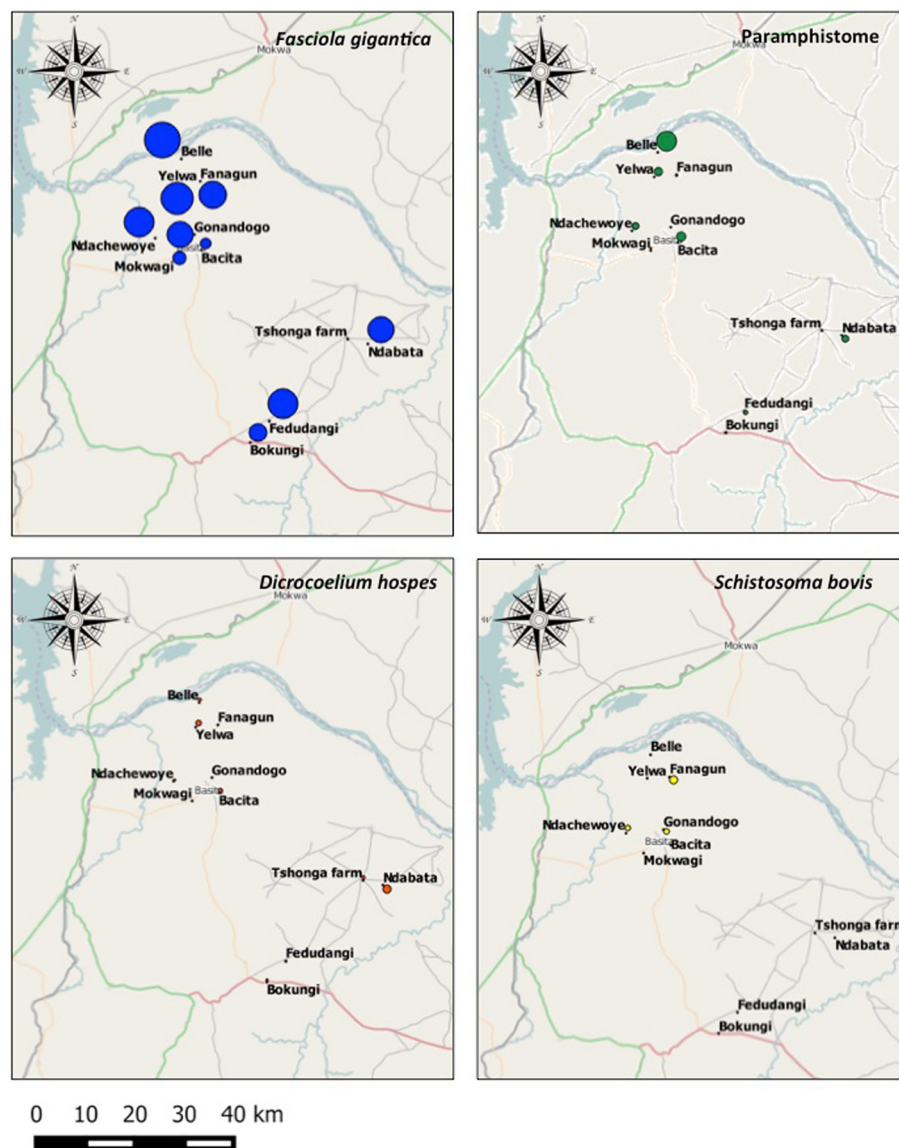 N
Fasciola gigantica
Mokwa
W
E
S
Belle
Yelwa Fanagun
Gonandogo
Ndachewoye
Basita
Bacita
Mokwagi
Tshonga farm
Ndabata
Fedudangi
Bokungi
N
Paramphistome
Mokwa
W
E
S
Belle
Yelwa
Fanagun
Gonandogo
Ndachewoye
Mokwagi
Basita
Bacita
Tshonga farm
Ndabata
Fedudangi
Bokungi
N
Dicrocoelium hospes
Mokwa
W
E
S
Belle
Fanagun
Yelwa
Ndachewoye
Gonandogo
Mokwagi
Basita
Bacita
Tshonga farm
Ndabata
Fedudangi
Bokungi
N
Schistosoma bovis
W
E
Mokwa
S
Belle
Yelwa Fanagun
Ndachewoye
Gonandogo
Basita
Bacita
Mokwagi
Tshonga farm
Ndabata
Fedudangi
Bokungi
0 10 20 30 40 km